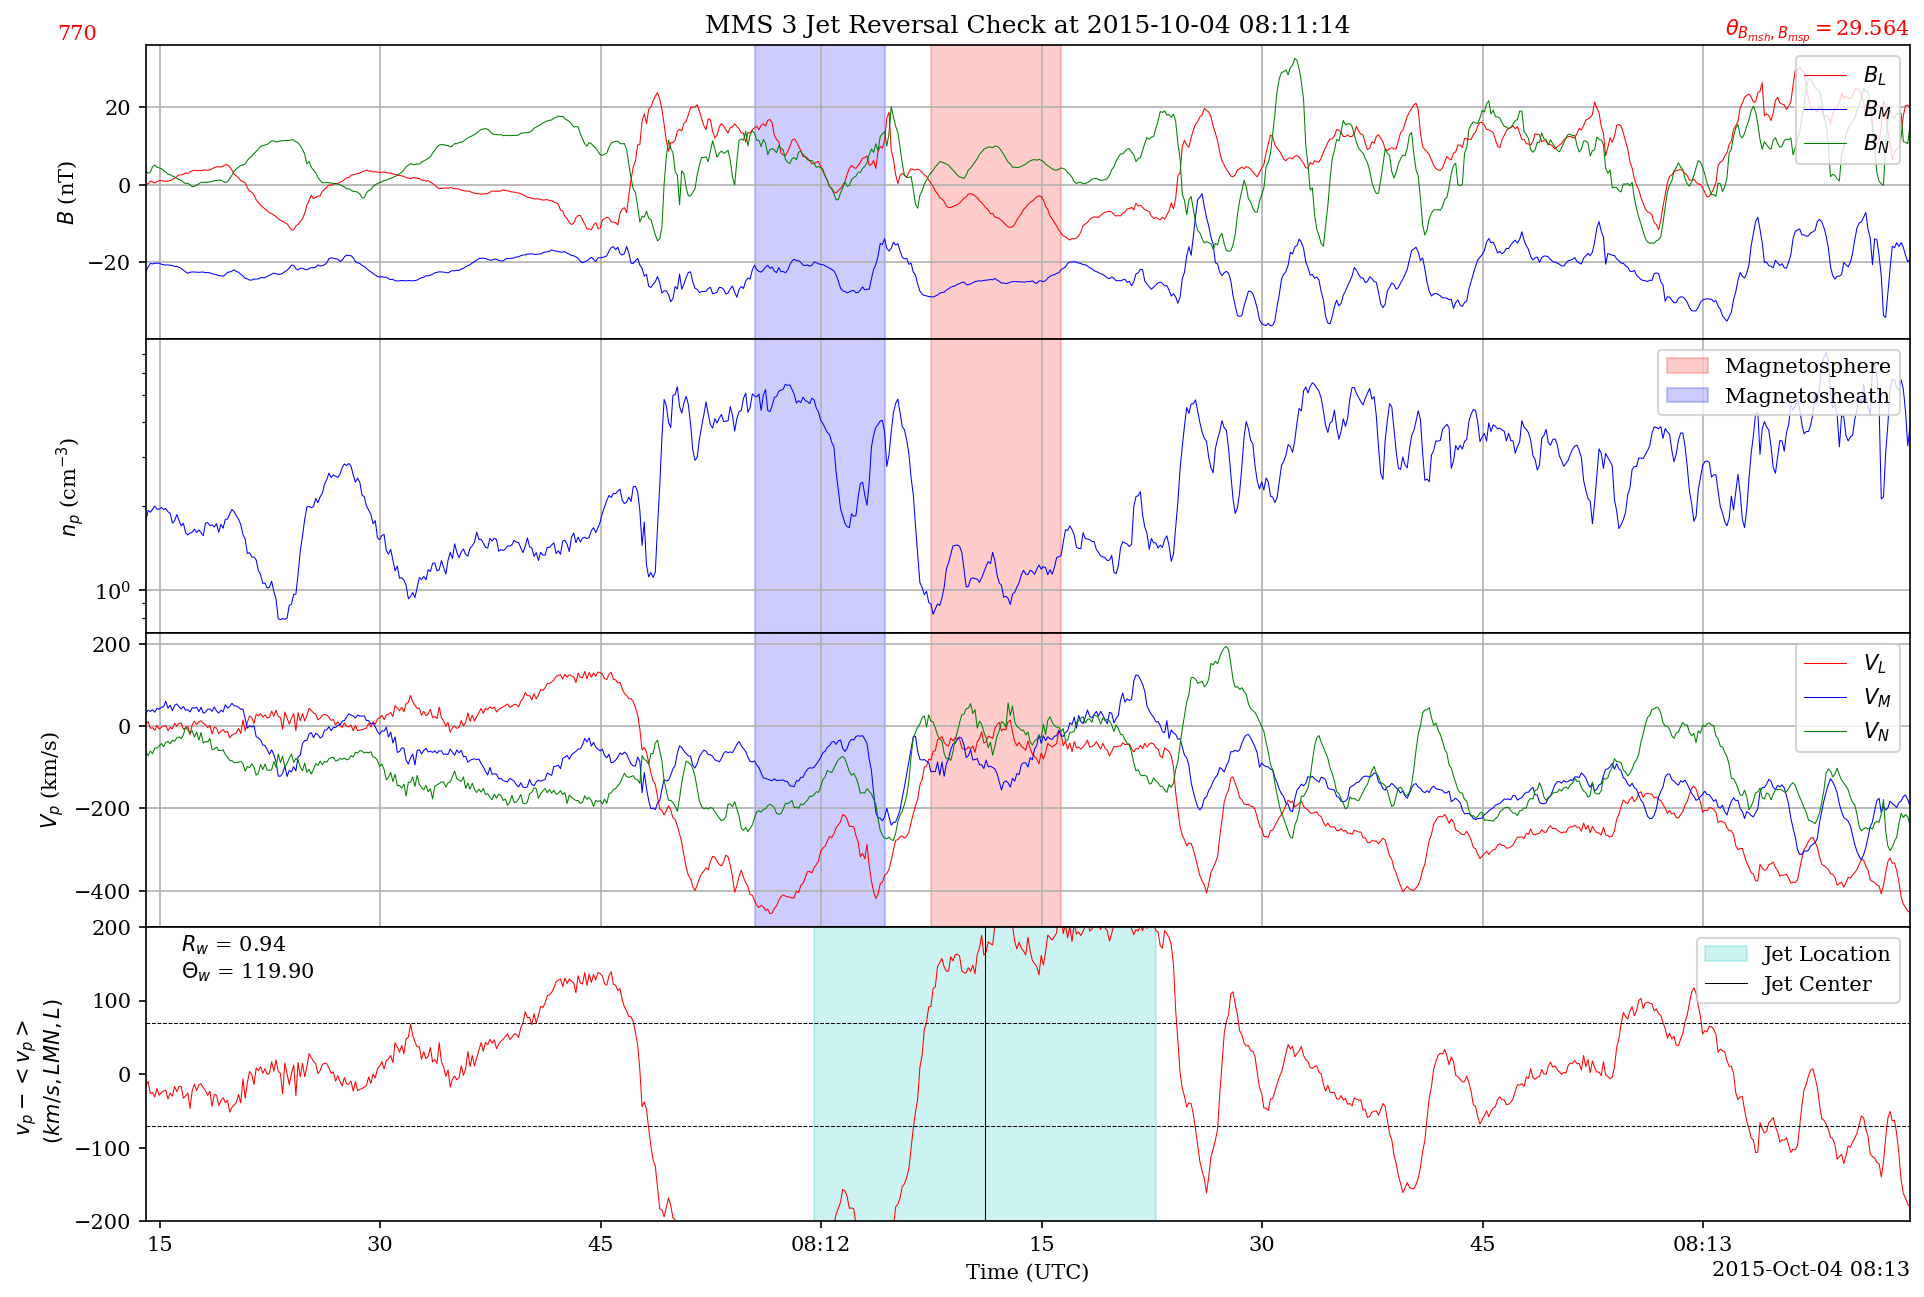 MMS 3 Jet Reversal Check at 2015-10-04 08:11:14
770
θ_{B_{msh}, B_{msp}} = 29.564
B (nT)
20
0
−20
B_L
B_M
B_N
n_p (cm^{−3})
10^0
Magnetosphere
Magnetosheath
V_p (km/s)
200
0
−200
−400
V_L
V_M
V_N
v_p − < v_p >
(km/s, LMN, L)
200
100
0
−100
−200
R_w = 0.94
Θ_w = 119.90
Jet Location
Jet Center
15 30 45 08:12 15 30 45 08:13
Time (UTC)
2015-Oct-04 08:13